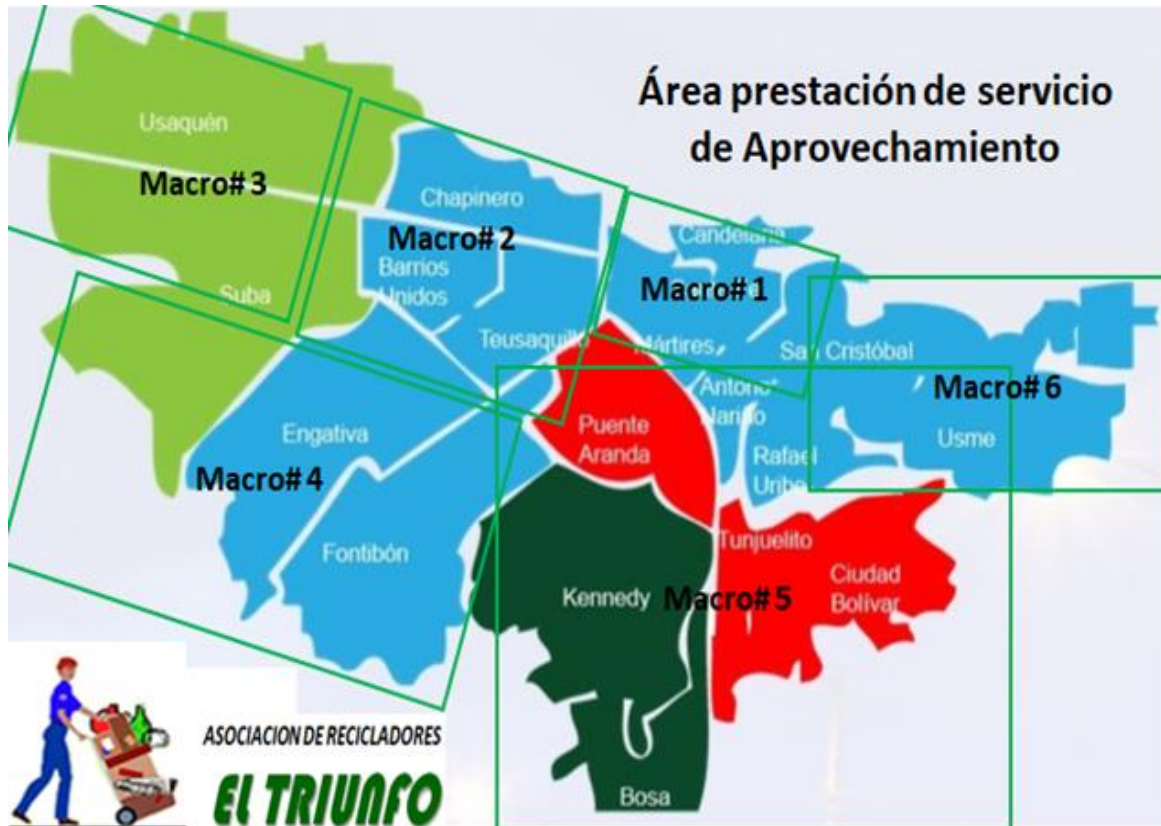 Área prestación de servicio
de Aprovechamiento
Usaquén
Macro# 3
Chapinero
Macro# 2
Barrios
Unidos
Candelaria
Macro# 1
Suba
Teusaquillo
Mártires
San Cristóbal
Macro# 6
Antonio
Nariño
Usme
Puente
Aranda
Rafael
Uribe
Engativa
Macro# 4
Fontibón
Tunjuelito
Kennedy
Macro# 5
Ciudad
Bolívar
Bosa
ASOCIACION DE RECICLADORES
EL TRIUNFO